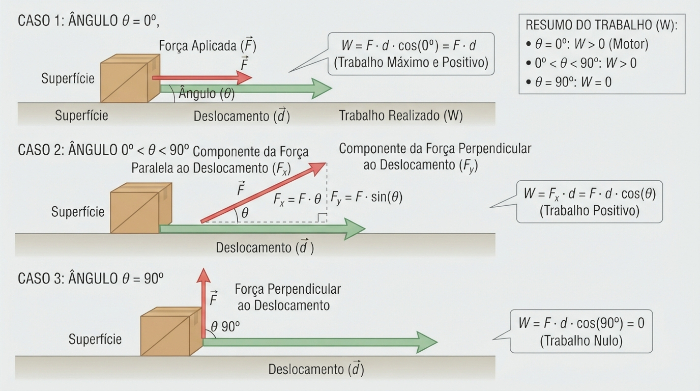 CASO 1: ÂNGULO θ = 0º,
Força Aplicada (F⃗)
F⃗
Superfície
Ângulo (θ)
Superfície
Deslocamento (d⃗)
Trabalho Realizado (W)
W = F · d · cos(0º) = F · d
(Trabalho Máximo e Positivo)
RESUMO DO TRABALHO (W):
• θ = 0º: W > 0 (Motor)
• 0º < θ < 90º: W > 0
• θ = 90º: W = 0
CASO 2: ÂNGULO 0º < θ < 90º
Componente da Força
Paralela ao Deslocamento (Fₓ)
Componente da Força Perpendicular
ao Deslocamento (Fy)
F⃗
Fₓ = F · θ
Fy = F · sin(θ)
θ
Superfície
Deslocamento (d⃗)
W = Fₓ · d = F · d · cos(θ)
(Trabalho Positivo)
CASO 3: ÂNGULO θ = 90º
F⃗
Força Perpendicular
ao Deslocamento
θ 90º
Superfície
Deslocamento (d⃗)
W = F · d · cos(90º) = 0
(Trabalho Nulo)